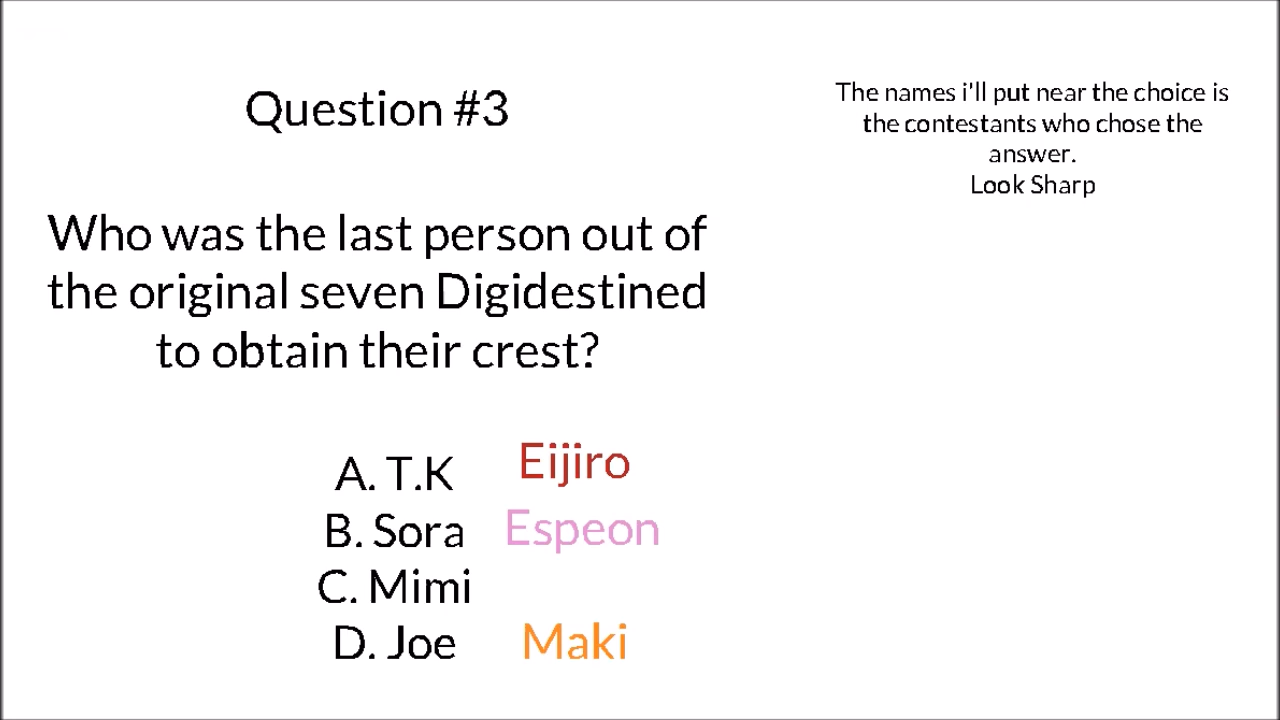 Question #3
Who was the last person out of
the original seven Digidestined
to obtain their crest?
A. T.K Eijiro
B. Sora Espeon
C. Mimi
D. Joe Maki
The names i'll put near the choice is
the contestants who chose the
answer.
Look Sharp